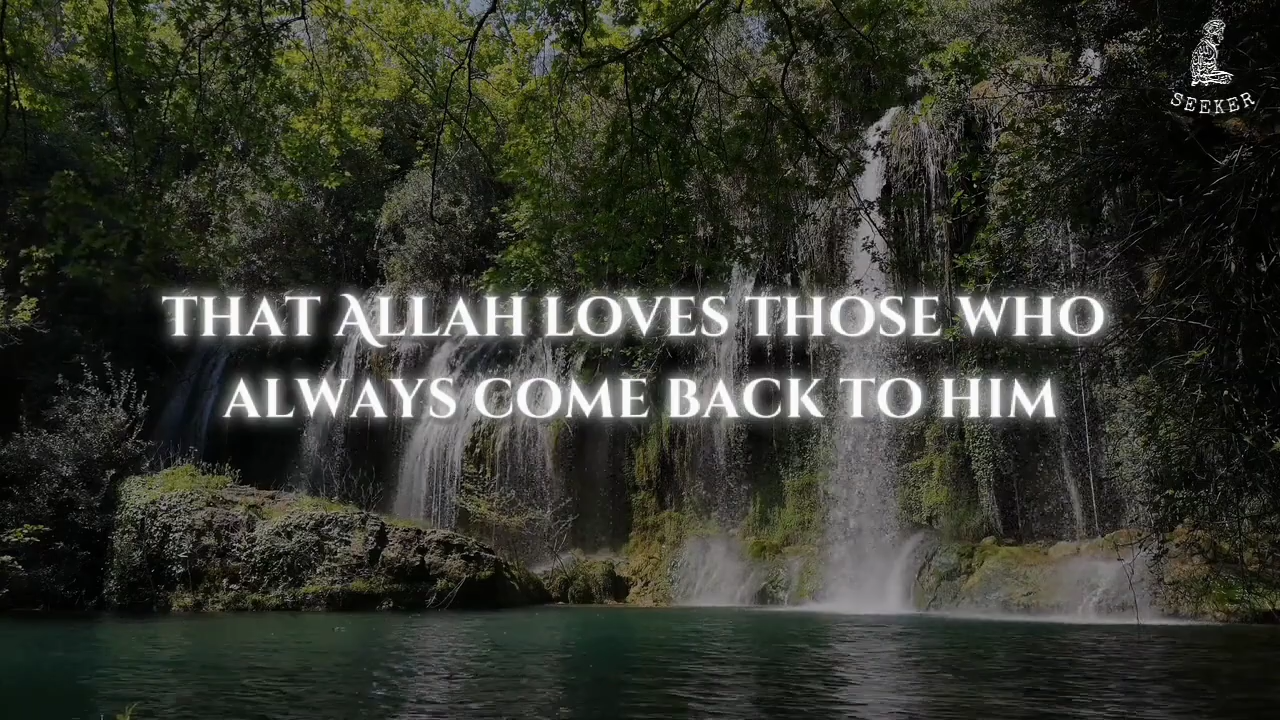 SEEKER
THAT ALLAH LOVES THOSE WHO
ALWAYS COME BACK TO HIM